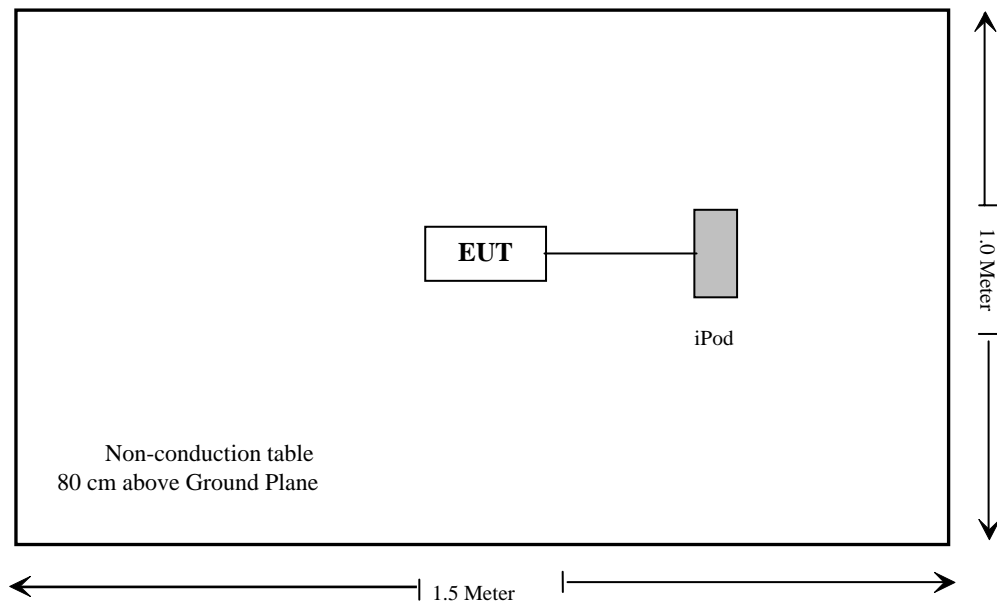 EUT
iPod
1.0 Meter
Non-conduction table
80 cm above Ground Plane
1.5 Meter